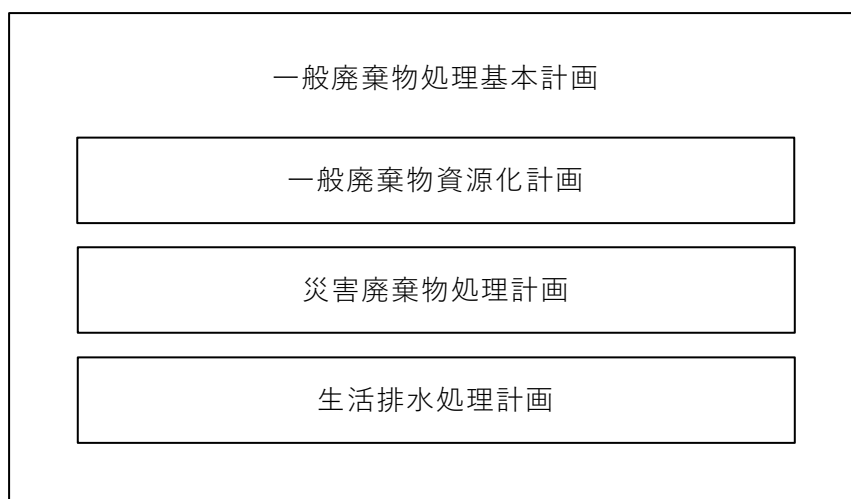 一般廃棄物処理基本計画
一般廃棄物資源化計画
災害廃棄物処理計画
生活排水処理計画